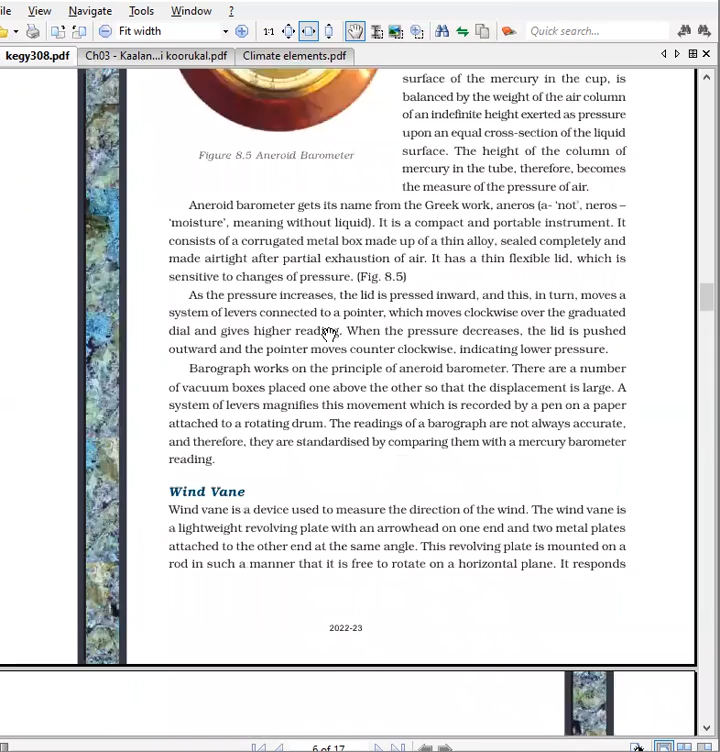 ile View Navigate Tools Window ?
Fit width 1:1 Quick search...
kegy308.pdf Ch03 - Kaalan...i koorukal.pdf Climate elements.pdf
surface of the mercury in the cup, is
balanced by the weight of the air column
of an indefinite height exerted as pressure
upon an equal cross-section of the liquid
surface. The height of the column of
mercury in the tube, therefore, becomes
the measure of the pressure of air.
Figure 8.5 Aneroid Barometer
Aneroid barometer gets its name from the Greek work, aneros (a- ‘not’, neros –
‘moisture’, meaning without liquid). It is a compact and portable instrument. It
consists of a corrugated metal box made up of a thin alloy, sealed completely and
made airtight after partial exhaustion of air. It has a thin flexible lid, which is
sensitive to changes of pressure. (Fig. 8.5)
As the pressure increases, the lid is pressed inward, and this, in turn, moves a
system of levers connected to a pointer, which moves clockwise over the graduated
dial and gives higher reading. When the pressure decreases, the lid is pushed
outward and the pointer moves counter clockwise, indicating lower pressure.
Barograph works on the principle of aneroid barometer. There are a number
of vacuum boxes placed one above the other so that the displacement is large. A
system of levers magnifies this movement which is recorded by a pen on a paper
attached to a rotating drum. The readings of a barograph are not always accurate,
and therefore, they are standardised by comparing them with a mercury barometer
reading.
Wind Vane
Wind vane is a device used to measure the direction of the wind. The wind vane is
a lightweight revolving plate with an arrowhead on one end and two metal plates
attached to the other end at the same angle. This revolving plate is mounted on a
rod in such a manner that it is free to rotate on a horizontal plane. It responds
2022-23
6 of 17